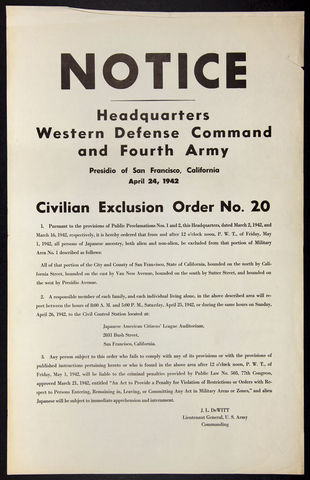 NOTICE
Headquarters
Western Defense Command
and Fourth Army
Presidio of San Francisco, California
April 24, 1942
Civilian Exclusion Order No. 20
1. Pursuant to the provisions of Public Proclamations Nos. 1 and 2, this Headquarters, dated March 2, 1942, and
March 16, 1942, respectively, it is hereby ordered that from and after 12 o'clock noon, P. W. T., of Friday, May
1, 1942, all persons of Japanese ancestry, both alien and non-alien, be excluded from that portion of Military
Area No. 1 described as follows:
All of that portion of the City and County of San Francisco, State of California, bounded on the north by Cali-
fornia Street, bounded on the east by Van Ness Avenue, bounded on the south by Sutter Street, and bounded on
the west by Presidio Avenue.
2. A responsible member of each family, and each individual living alone, in the above described area will re-
port between the hours of 8:00 A. M. and 5:00 P. M., Saturday, April 25, 1942, or during the same hours on Sunday,
April 26, 1942, to the Civil Control Station located at:
Japanese American Citizens' League Auditorium,
2031 Bush Street,
San Francisco, California.
3. Any person subject to this order who fails to comply with any of its provisions or with the provisions of
published instructions pertaining hereto or who is found in the above area after 12 o'clock noon, P. W. T., of
Friday, May 1, 1942, will be liable to the criminal penalties provided by Public Law No. 503, 77th Congress,
approved March 21, 1942, entitled "An Act to Provide a Penalty for Violation of Restrictions or Orders with Re-
spect to Persons Entering, Remaining in, Leaving, or Committing Any Act in Military Areas or Zones," and alien
Japanese will be subject to immediate apprehension and internment.
J. L. DeWITT
Lieutenant General, U. S. Army
Commanding